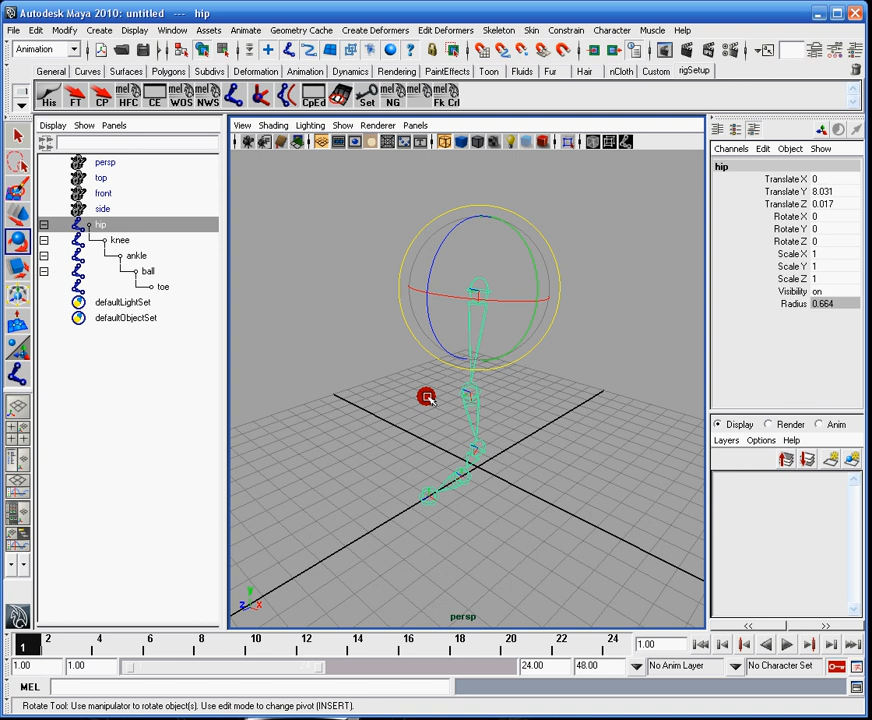 Autodesk Maya 2010: untitled --- hip
File Edit Modify Create Display Window Assets Animate Geometry Cache Create Deformers Edit Deformers Skeleton Skin Constraint Character Muscle Help
Animation
General Curves Surfaces Polygons Subdivs Deformation Animation Dynamics Rendering PaintEffects Toon Fluids Fur Hair nCloth Custom rigSetup
mel mel mel mel mel
His FT CP HFC CE WOS NWS CpEd Set NG Fk Crl
Display Show Panels
View Shading Lighting Show Renderer Panels
Channels Edit Object Show
persp
top
front
side
hip
knee
ankle
ball
toe
defaultLightSet
defaultObjectSet
hip
Translate X 0
Translate Y 8.031
Translate Z 0.017
Rotate X 0
Rotate Y 0
Rotate Z 0
Scale X 1
Scale Y 1
Scale Z 1
Visibility on
Radius 0.664
Display Render Anim
Layers Options Help
y
z x
persp
1 2 4 6 8 10 12 14 16 18 20 22 24
1.00
1.00 1.00 24.00 48.00 No Anim Layer No Character Set
MEL
Rotate Tool: Use manipulator to rotate object(s). Use edit mode to change pivot (INSERT).